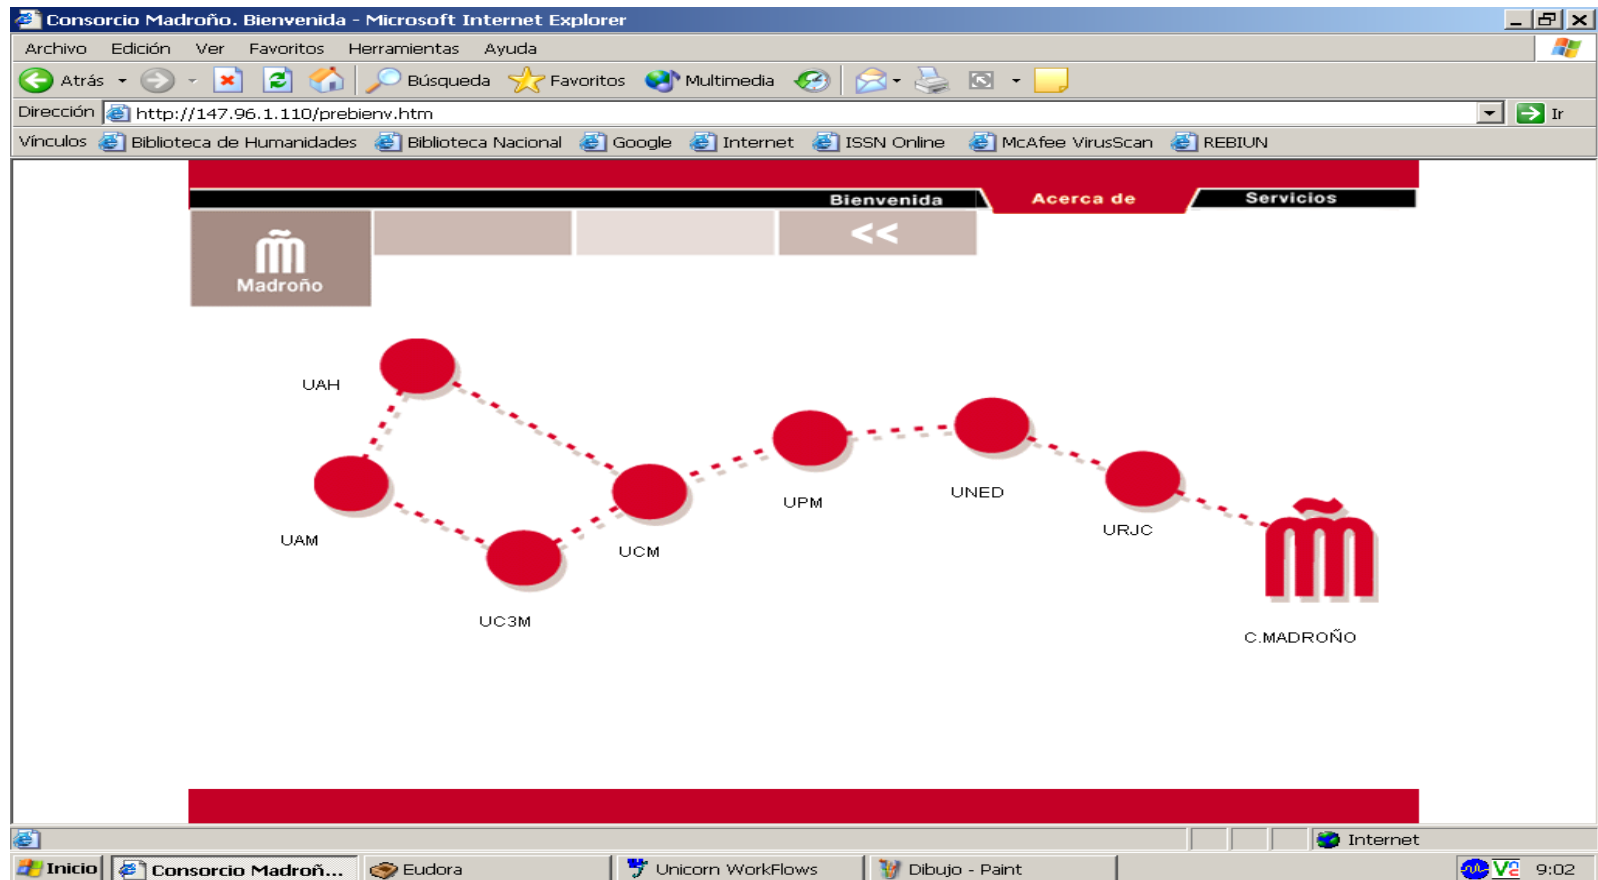 Consorcio Madroño. Bienvenida - Microsoft Internet Explorer
Archivo Edición Ver Favoritos Herramientas Ayuda
Atrás Búsqueda Favoritos Multimedia
Dirección http://147.96.1.110/prebienv.htm Ir
Vínculos Biblioteca de Humanidades Biblioteca Nacional Google Internet ISSN Online McAfee VirusScan REBIUN
Bienvenida Acerca de Servicios
<<
m̃
Madroño
UAH
UNED
UPM
URJC
UAM
UCM
UC3M
m̃
C.MADROÑO
Internet
Inicio Consorcio Madroñ... Eudora Unicorn WorkFlows Dibujo - Paint 9:02